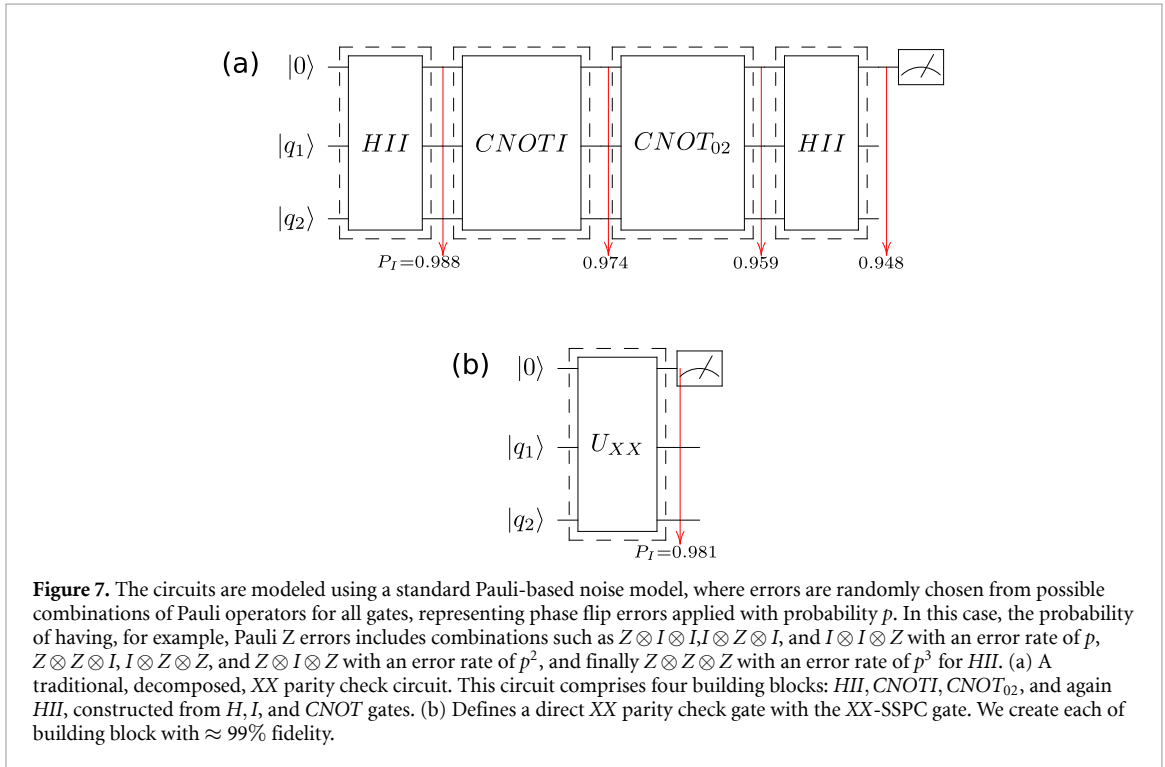 (a) |0⟩
HII CNOTI CNOT₀₂ HII
|q₁⟩
|q₂⟩
P_I=0.988 0.974 0.959 0.948
(b) |0⟩
|q₁⟩ U_XX
|q₂⟩
P_I=0.981
Figure 7. The circuits are modeled using a standard Pauli-based noise model, where errors are randomly chosen from possible
combinations of Pauli operators for all gates, representing phase flip errors applied with probability p. In this case, the probability
of having, for example, Pauli Z errors includes combinations such as Z ⊗ I ⊗ I,I ⊗ Z ⊗ I, and I ⊗ I ⊗ Z with an error rate of p,
Z ⊗ Z ⊗ I, I ⊗ Z ⊗ Z, and Z ⊗ I ⊗ Z with an error rate of p², and finally Z ⊗ Z ⊗ Z with an error rate of p³ for HII. (a) A
traditional, decomposed, XX parity check circuit. This circuit comprises four building blocks: HII, CNOTI, CNOT₀₂, and again
HII, constructed from H, I, and CNOT gates. (b) Defines a direct XX parity check gate with the XX-SSPC gate. We create each of
building block with ≈ 99% fidelity.